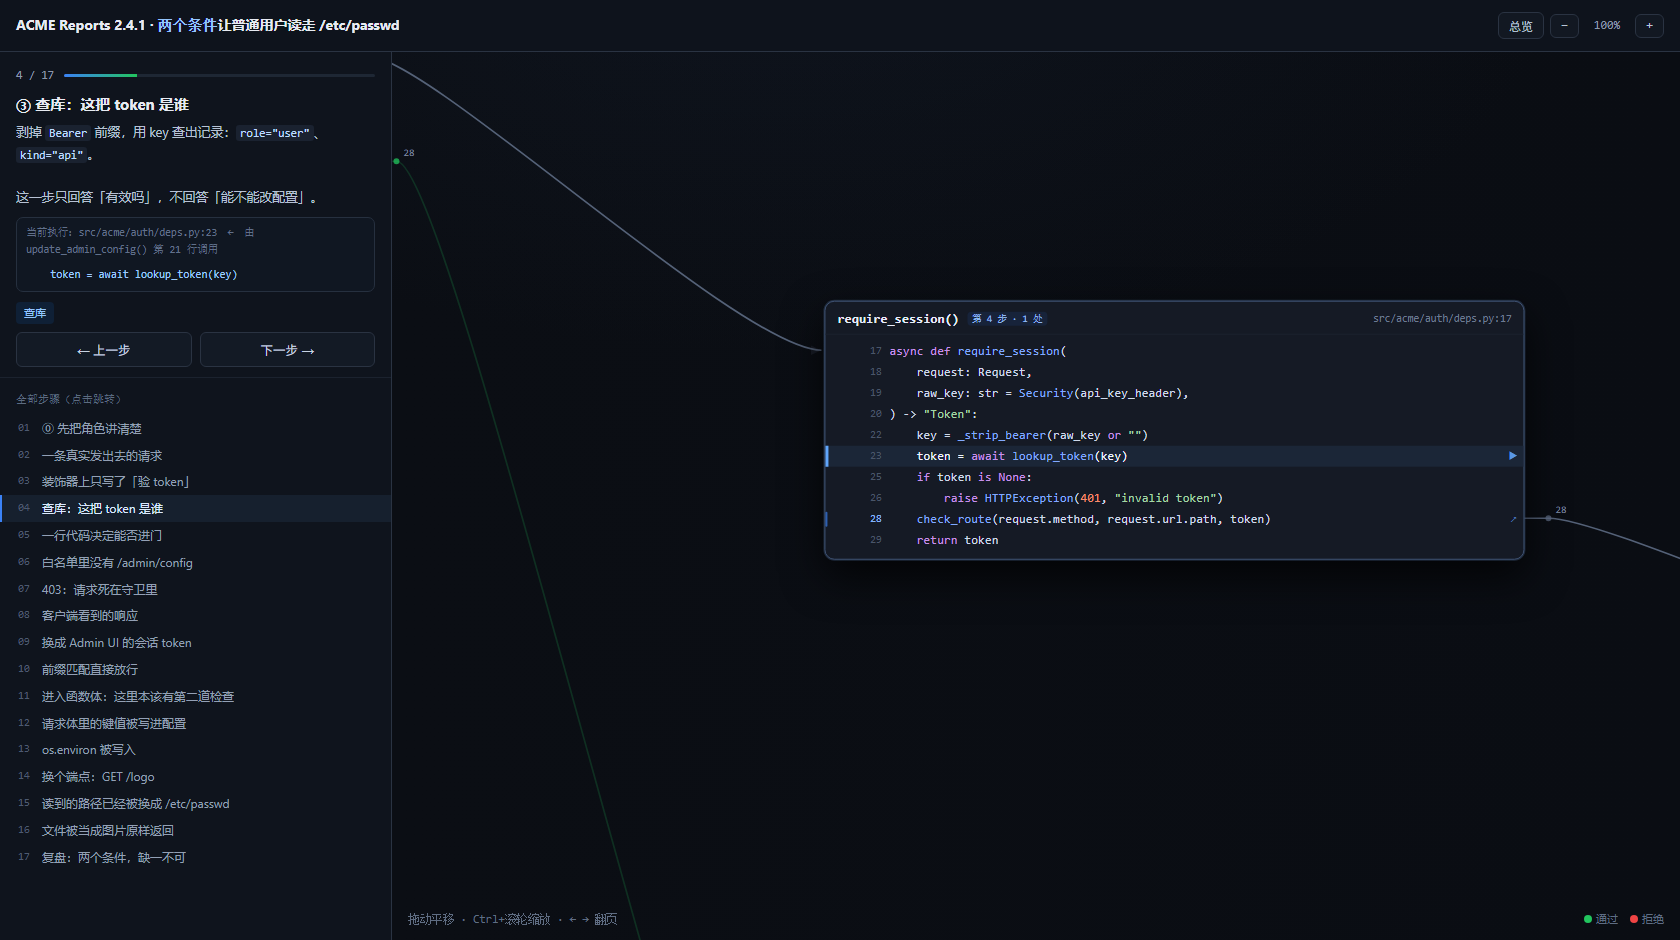 ACME Reports 2.4.1 · 两个条件让普通用户读走 /etc/passwd
总览
−
100%
+
4 / 17
③ 查库：这把 token 是谁
剥掉 Bearer 前缀，用 key 查出记录：role="user"、
kind="api"。
这一步只回答「有效吗」，不回答「能不能改配置」。
当前执行：src/acme/auth/deps.py:23 ← 由
update_admin_config() 第 21 行调用
token = await lookup_token(key)
查库
← 上一步
下一步 →
全部步骤（点击跳转）
01 ⓪ 先把角色讲清楚
02 一条真实发出去的请求
03 装饰器上只写了「验 token」
04 查库：这把 token 是谁
05 一行代码决定能否进门
06 白名单里没有 /admin/config
07 403：请求死在守卫里
08 客户端看到的响应
09 换成 Admin UI 的会话 token
10 前缀匹配直接放行
11 进入函数体：这里本该有第二道检查
12 请求体里的键值被写进配置
13 os.environ 被写入
14 换个端点：GET /logo
15 读到的路径已经被换成 /etc/passwd
16 文件被当成图片原样返回
17 复盘：两个条件，缺一不可
28
require_session() 第 4 步 · 1 处
src/acme/auth/deps.py:17
17 async def require_session(
18 request: Request,
19 raw_key: str = Security(api_key_header),
20 ) -> "Token":
22 key = _strip_bearer(raw_key or "")
23 token = await lookup_token(key) ▶
25 if token is None:
26 raise HTTPException(401, "invalid token")
28 check_route(request.method, request.url.path, token) ↗
29 return token
28
拖动平移 · Ctrl+滚轮缩放 · ← → 翻页
通过
拒绝